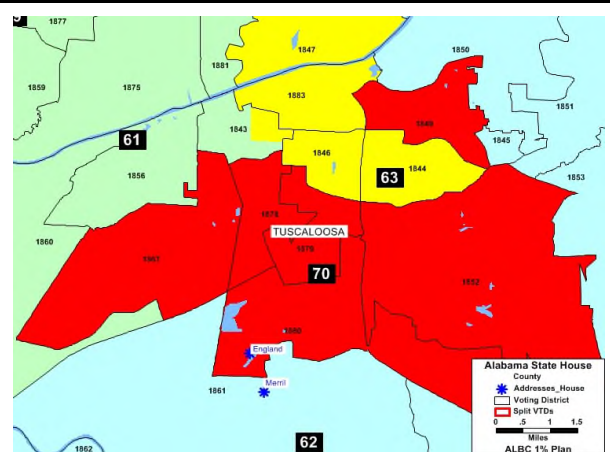 9
1877
1847
1850
1881
1859
1875
1883
1851
1849
1843
61
1845
1846
1844
1856
63
1853
1878
1860
TUSCALOOSA
1861
1879
70
1852
1880
England
Merril
1861
62
1862
Alabama State House
County
Addresses_House
Voting District
Split VTDs
0 .5 1 1.5
Miles
ALBC 1% Plan